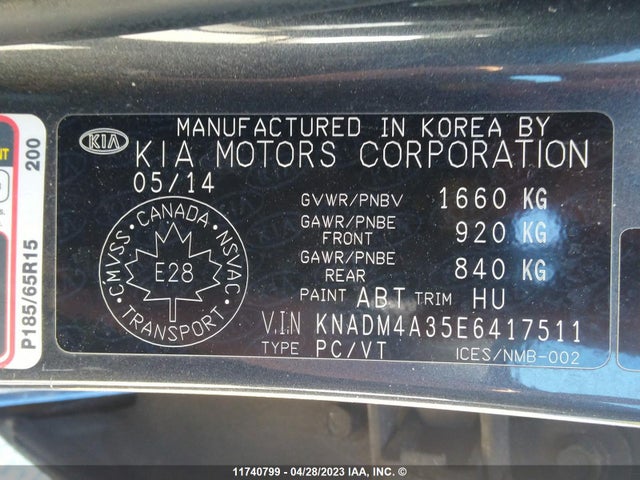 MANUFACTURED IN KOREA BY
KIA
KIA MOTORS CORPORATION
05/14
GVWR/PNBV 1660 KG
GAWR/PNBE FRONT 920 KG
GAWR/PNBE REAR 840 KG
PAINT ABT TRIM HU
V.IN KNADM4A35E6417511
TYPE PC/VT ICES/NMB-002
CMVSS · CANADA · NSVAC
E28
TRANSPORT
200
P185/65R15
11740799 - 04/28/2023 IAA, INC. ©